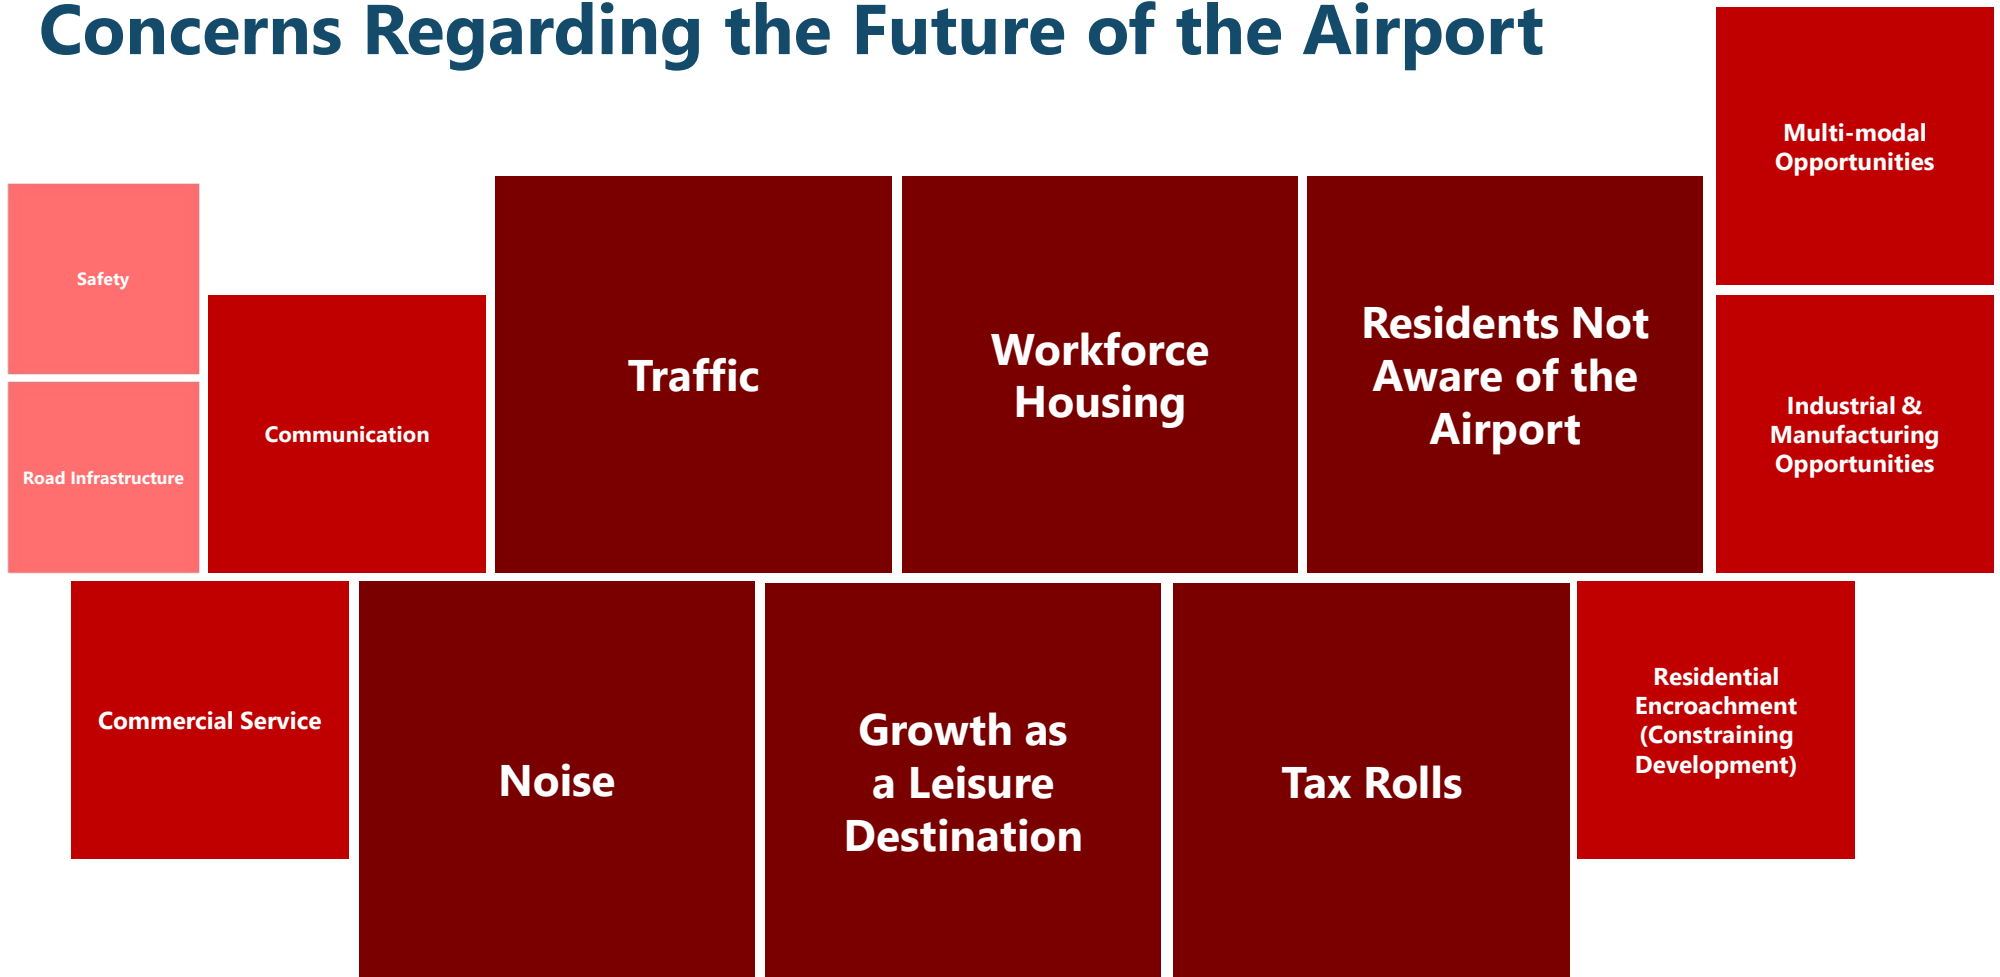 Concerns Regarding the Future of the Airport
Multi-modal
Opportunities
Safety
Road Infrastructure
Communication
Traffic
Workforce
Housing
Residents Not
Aware of the
Airport
Industrial &
Manufacturing
Opportunities
Commercial Service
Noise
Growth as
a Leisure
Destination
Tax Rolls
Residential
Encroachment
(Constraining
Development)